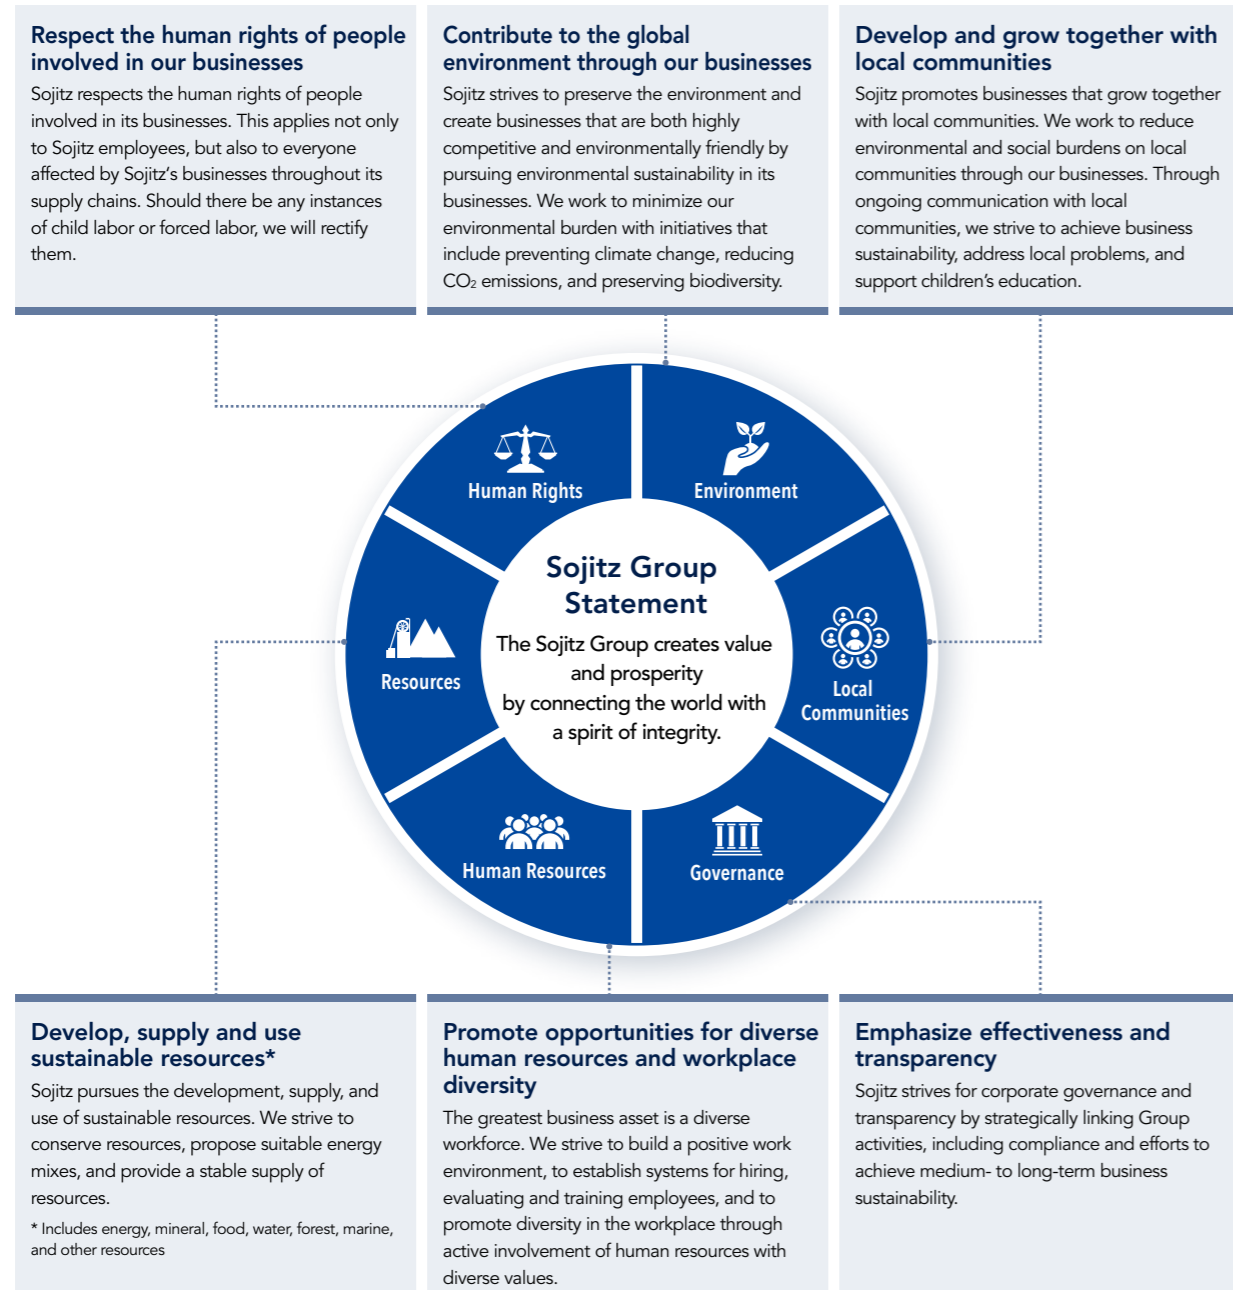 Respect the human rights of people
involved in our businesses
Sojitz respects the human rights of people
involved in its businesses. This applies not only
to Sojitz employees, but also to everyone
affected by Sojitz's businesses throughout its
supply chains. Should there be any instances
of child labor or forced labor, we will rectify
them.
Contribute to the global
environment through our businesses
Sojitz strives to preserve the environment and
create businesses that are both highly
competitive and environmentally friendly by
pursuing environmental sustainability in its
businesses. We work to minimize our
environmental burden with initiatives that
include preventing climate change, reducing
CO₂ emissions, and preserving biodiversity.
Develop and grow together with
local communities
Sojitz promotes businesses that grow together
with local communities. We work to reduce
environmental and social burdens on local
communities through our businesses. Through
ongoing communication with local
communities, we strive to achieve business
sustainability, address local problems, and
support children's education.
Human Rights
Environment
Sojitz Group
Statement
The Sojitz Group creates value
and prosperity
by connecting the world with
a spirit of integrity.
Resources
Local
Communities
Human Resources
Governance
Develop, supply and use
sustainable resources*
Sojitz pursues the development, supply, and
use of sustainable resources. We strive to
conserve resources, propose suitable energy
mixes, and provide a stable supply of
resources.
* Includes energy, mineral, food, water, forest, marine,
and other resources
Promote opportunities for diverse
human resources and workplace
diversity
The greatest business asset is a diverse
workforce. We strive to build a positive work
environment, to establish systems for hiring,
evaluating and training employees, and to
promote diversity in the workplace through
active involvement of human resources with
diverse values.
Emphasize effectiveness and
transparency
Sojitz strives for corporate governance and
transparency by strategically linking Group
activities, including compliance and efforts to
achieve medium- to long-term business
sustainability.